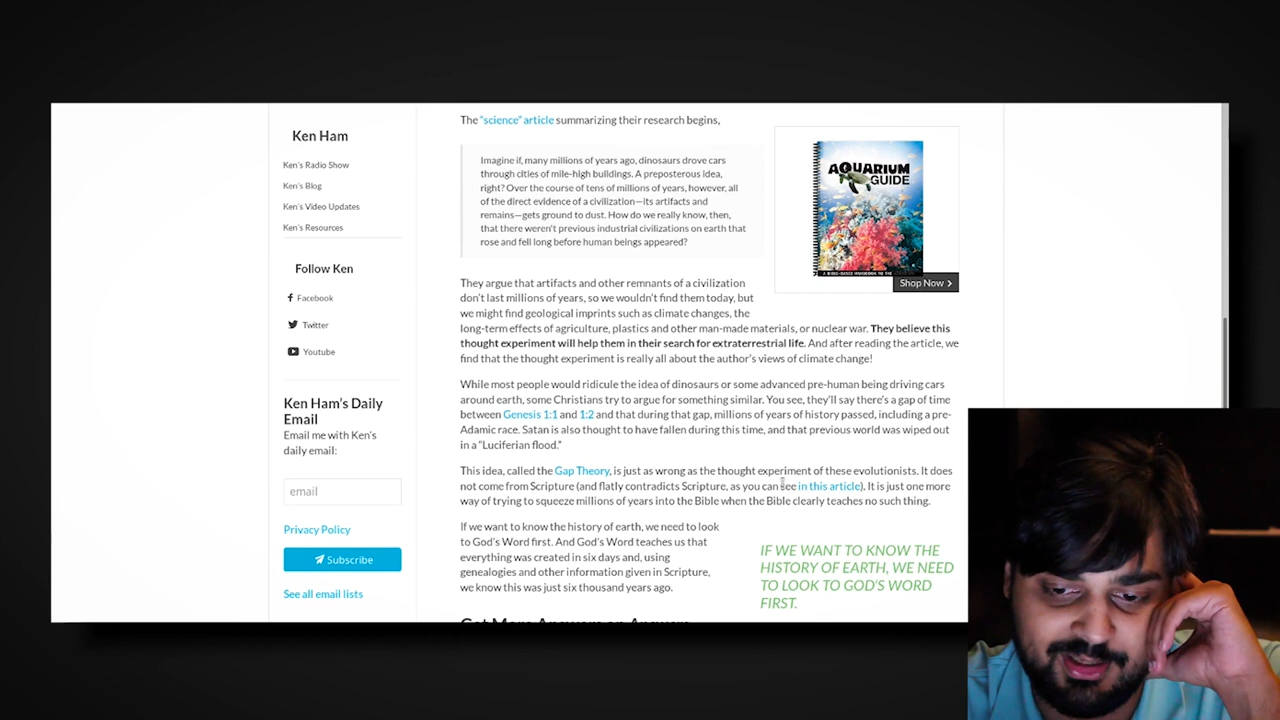 Ken Ham
Ken's Radio Show
Ken's Blog
Ken's Video Updates
Ken's Resources
Follow Ken
Facebook
Twitter
Youtube
Ken Ham's Daily
Email
Email me with Ken's
daily email:
email
Privacy Policy
Subscribe
See all email lists
The "science" article summarizing their research begins,
Imagine if, many millions of years ago, dinosaurs drove cars
through cities of mile-high buildings. A preposterous idea,
right? Over the course of tens of millions of years, however, all
of the direct evidence of a civilization—its artifacts and
remains—gets ground to dust. How do we really know, then,
that there weren't previous industrial civilizations on earth that
rose and fell long before human beings appeared?
AQUARIUM
GUIDE
Shop Now
They argue that artifacts and other remnants of a civilization
don't last millions of years, so we wouldn't find them today, but
we might find geological imprints such as climate changes, the
long-term effects of agriculture, plastics and other man-made materials, or nuclear war. They believe this
thought experiment will help them in their search for extraterrestrial life. And after reading the article, we
find that the thought experiment is really all about the author's views of climate change!
While most people would ridicule the idea of dinosaurs or some advanced pre-human being driving cars
around earth, some Christians try to argue for something similar. You see, they'll say there's a gap of time
between Genesis 1:1 and 1:2 and that during that gap, millions of years of history passed, including a pre-
Adamic race. Satan is also thought to have fallen during this time, and that previous world was wiped out
in a "Luciferian flood."
This idea, called the Gap Theory, is just as wrong as the thought experiment of these evolutionists. It does
not come from Scripture (and flatly contradicts Scripture, as you can see in this article). It is just one more
way of trying to squeeze millions of years into the Bible when the Bible clearly teaches no such thing.
If we want to know the history of earth, we need to look
to God's Word first. And God's Word teaches us that
everything was created in six days and, using
genealogies and other information given in Scripture,
we know this was just six thousand years ago.
IF WE WANT TO KNOW THE
HISTORY OF EARTH, WE NEED
TO LOOK TO GOD'S WORD
FIRST.